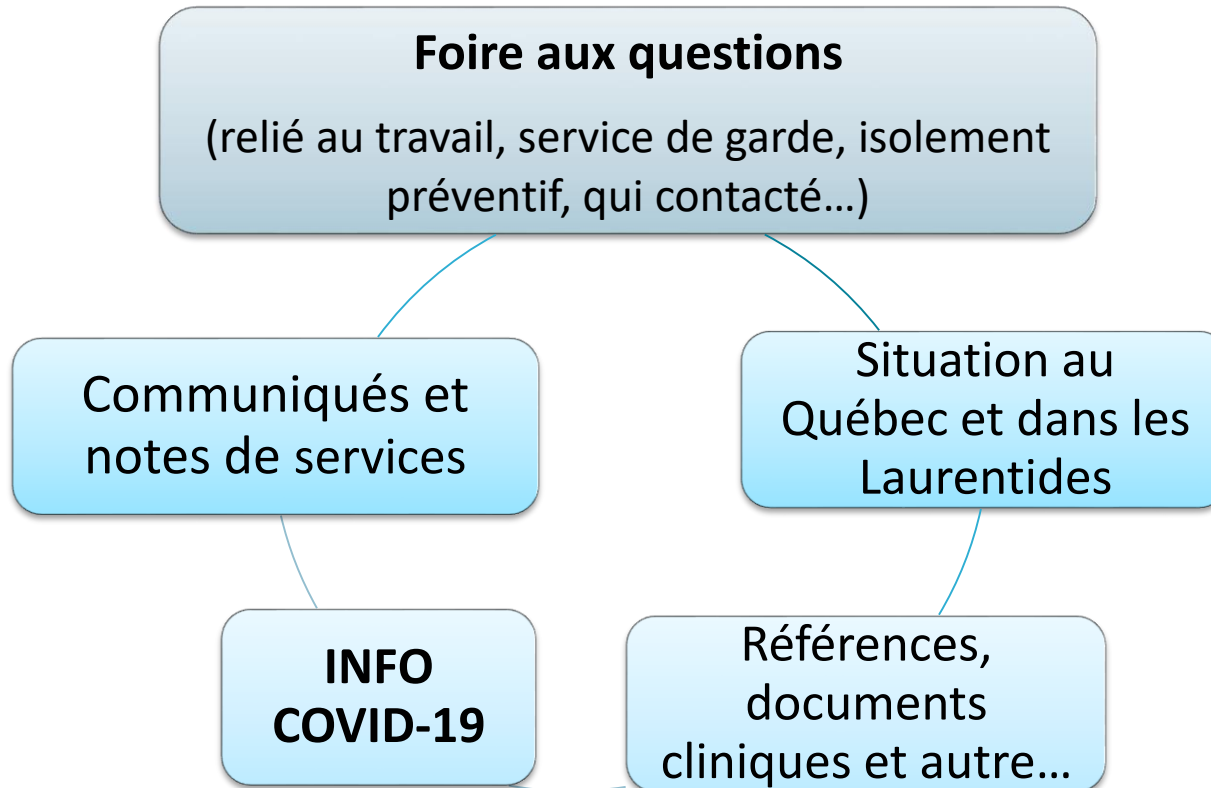 Foire aux questions
(relié au travail, service de garde, isolement
préventif, qui contacté…)
Communiqués et
notes de services
Situation au
Québec et dans les
Laurentides
INFO
COVID-19
Références,
documents
cliniques et autre…